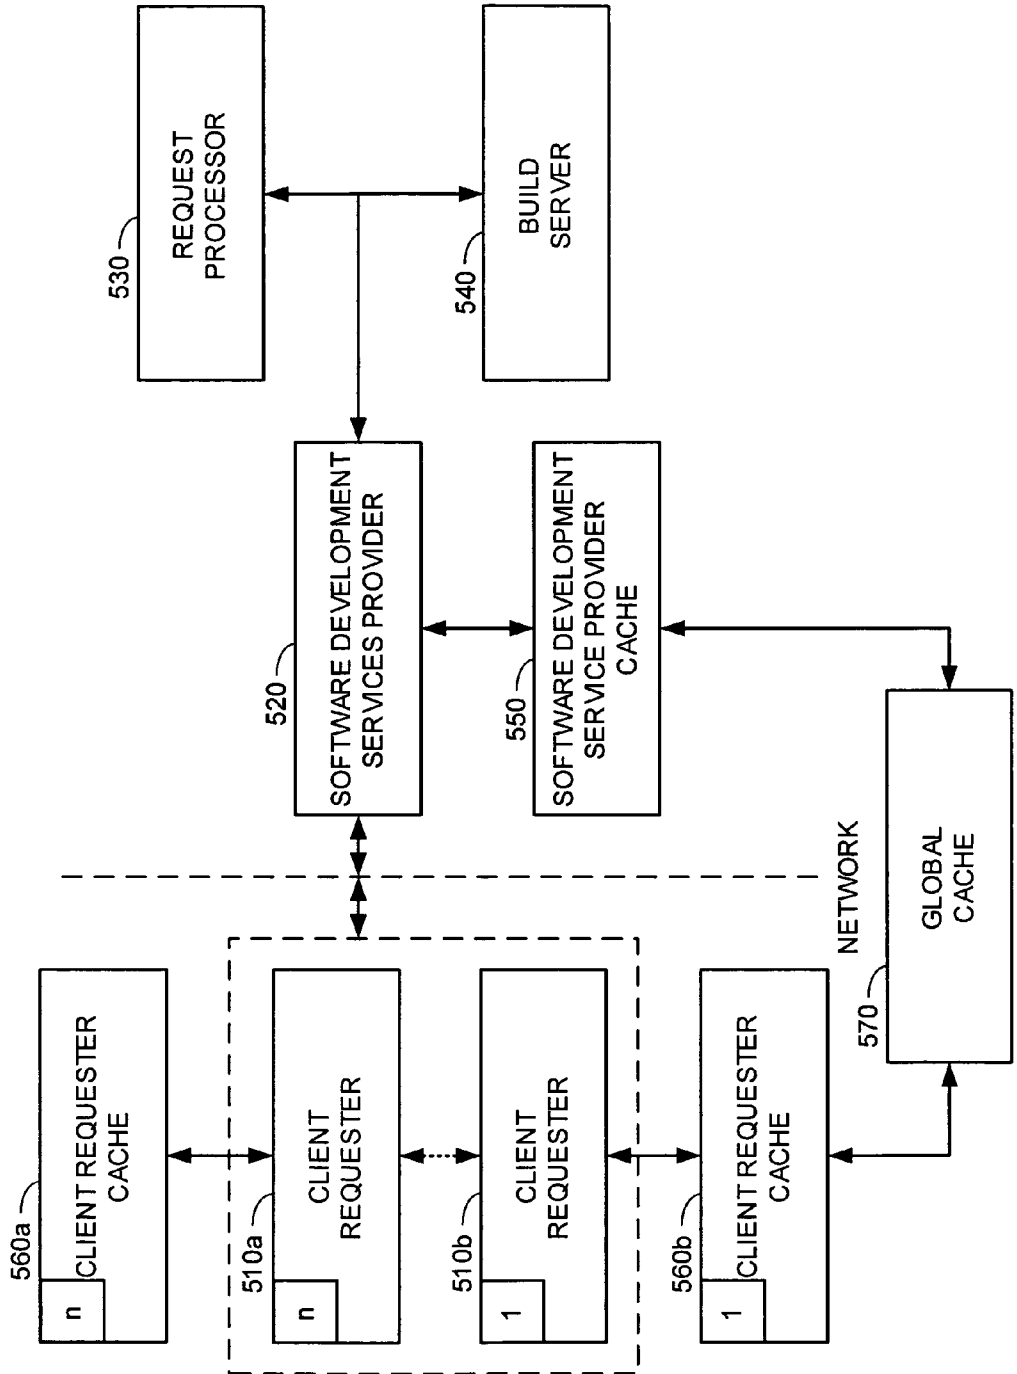 560a
n
CLIENT REQUESTER
CACHE
510a
n
CLIENT
REQUESTER
510b
1
CLIENT
REQUESTER
560b
1
CLIENT REQUESTER
CACHE
NETWORK
570
GLOBAL
CACHE
520
SOFTWARE DEVELOPMENT
SERVICES PROVIDER
550
SOFTWARE DEVELOPMENT
SERVICE PROVIDER
CACHE
530
REQUEST
PROCESSOR
540
BUILD
SERVER